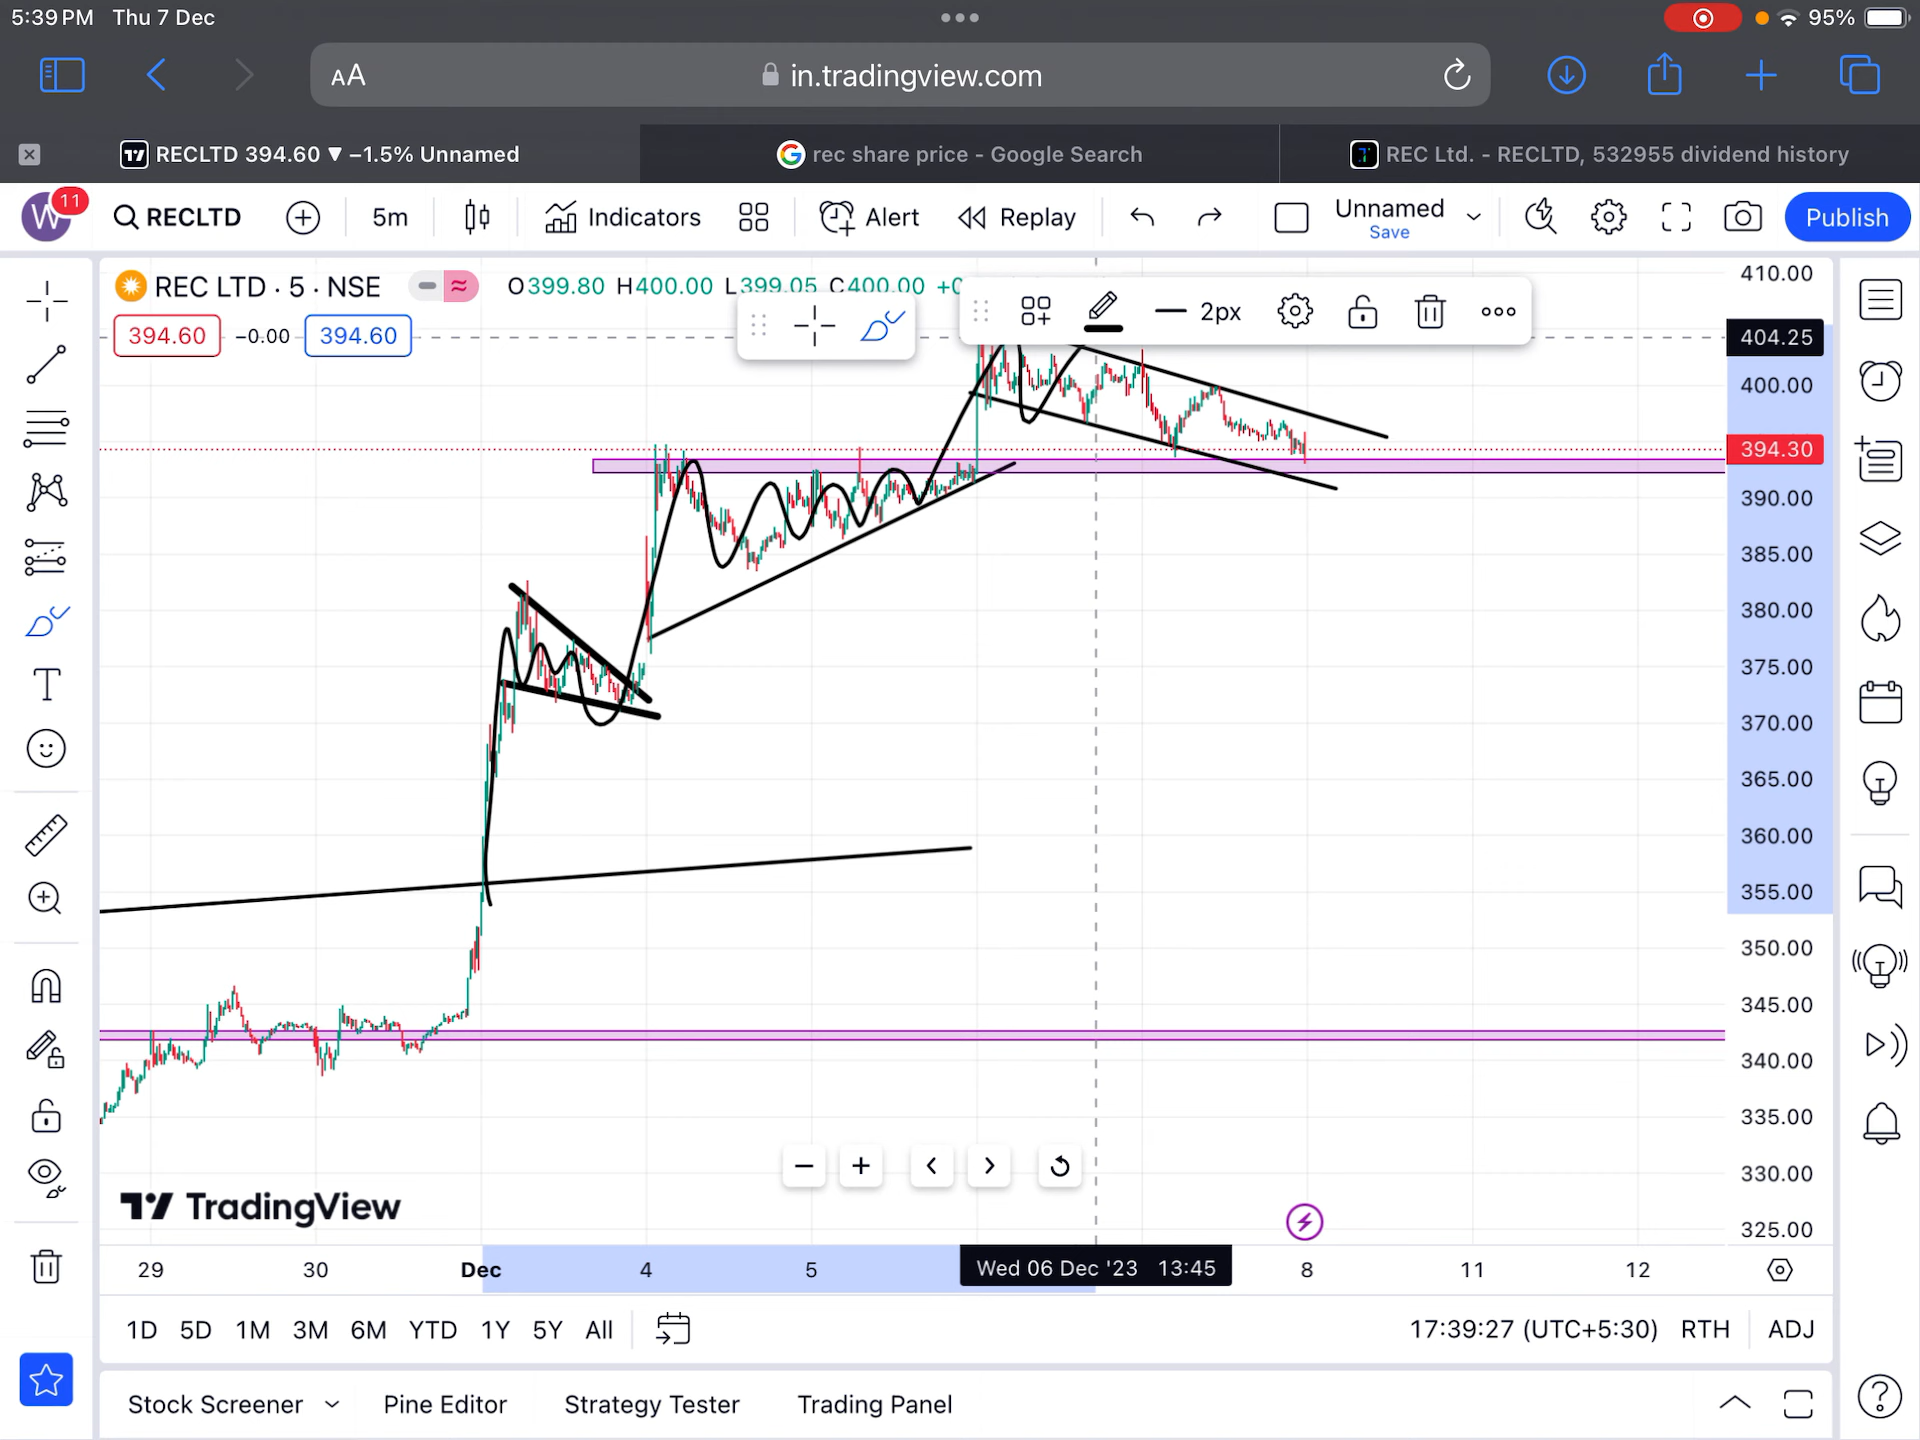 5:39 PM Thu 7 Dec
95%
AA
in.tradingview.com
RECLTD 394.60 ▼ −1.5% Unnamed
rec share price - Google Search
REC Ltd. - RECLTD, 532955 dividend history
W
11
RECLTD
5m
Indicators
Alert
Replay
Unnamed
Save
Publish
REC LTD · 5 · NSE
O399.80 H400.00 L399.05 C400.00 +0
394.60
−0.00
394.60
2px
410.00
404.25
400.00
394.30
390.00
385.00
380.00
375.00
370.00
365.00
360.00
355.00
350.00
345.00
340.00
335.00
330.00
325.00
TradingView
29
30
Dec
4
5
Wed 06 Dec '23 13:45
8
11
12
1D 5D 1M 3M 6M YTD 1Y 5Y All
17:39:27 (UTC+5:30) RTH ADJ
Stock Screener
Pine Editor
Strategy Tester
Trading Panel